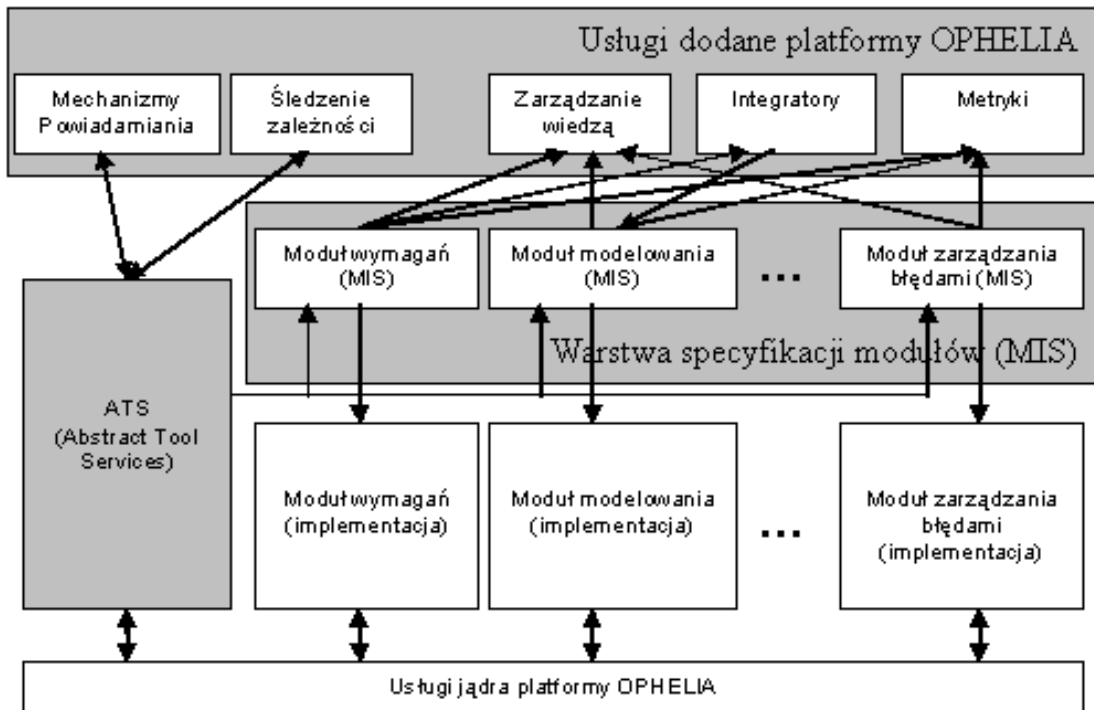 Usługi dodane platformy OPHELIA
Mechanizmy
Powiadamiania
Śledzenie
zależności
Zarządzanie
wiedzą
Integratory
Metryki
Moduł wymagań
(MIS)
Moduł modelowania
(MIS)
...
Moduł zarządzania
błędami (MIS)
Warstwa specyfikacji modułów (MIS)
ATS
(Abstract Tool
Services)
Moduł wymagań
(implementacja)
Moduł modelowania
(implementacja)
...
Moduł zarządzania
błędami
(implementacja)
Usługi jądra platformy OPHELIA